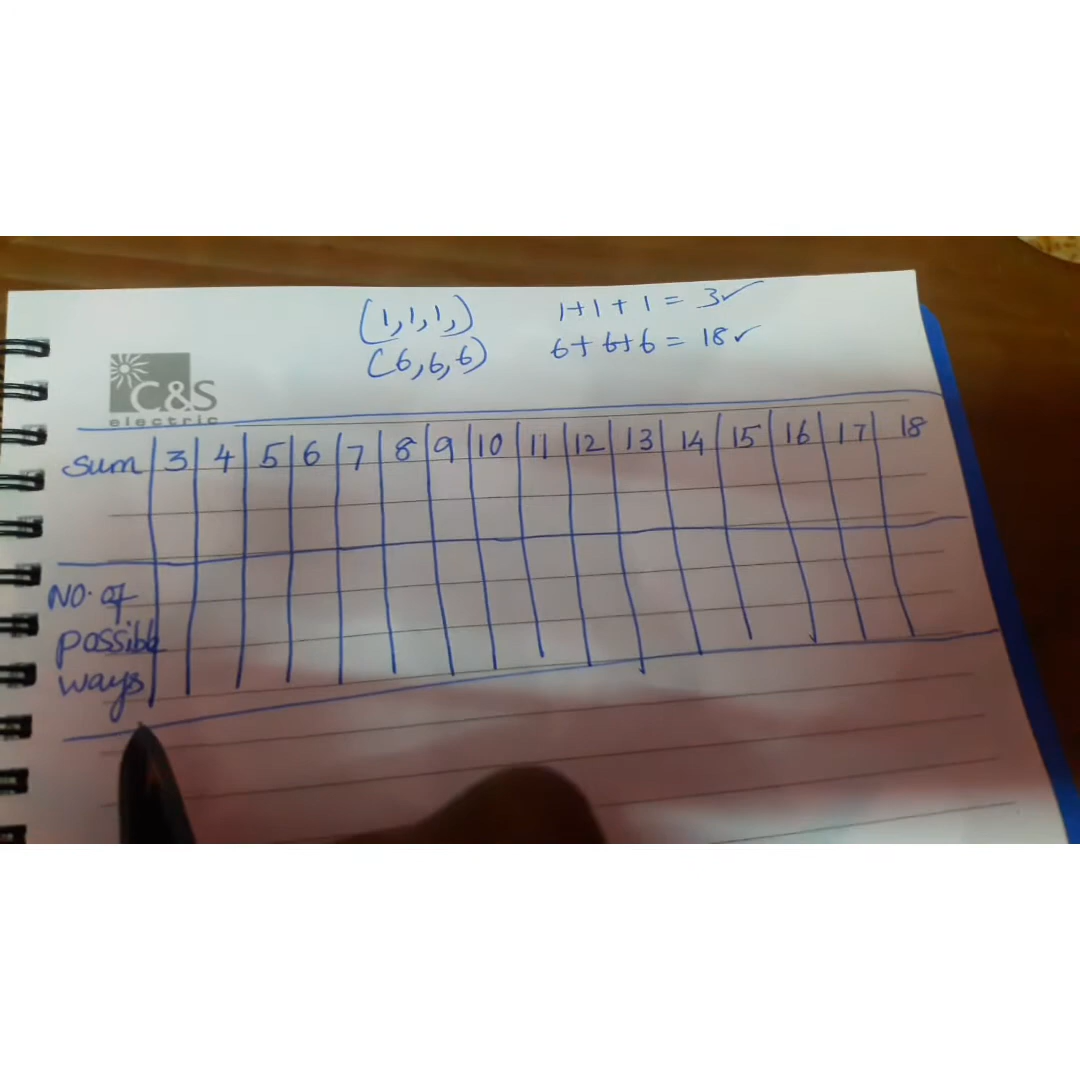 (1,1,1,) 1+1+1 = 3✓
(6,6,6) 6+6+6 = 18✓
C&S
electric
Sum 3 4 5 6 7 8 9 10 11 12 13 14 15 16 17 18
NO. of
possible
ways